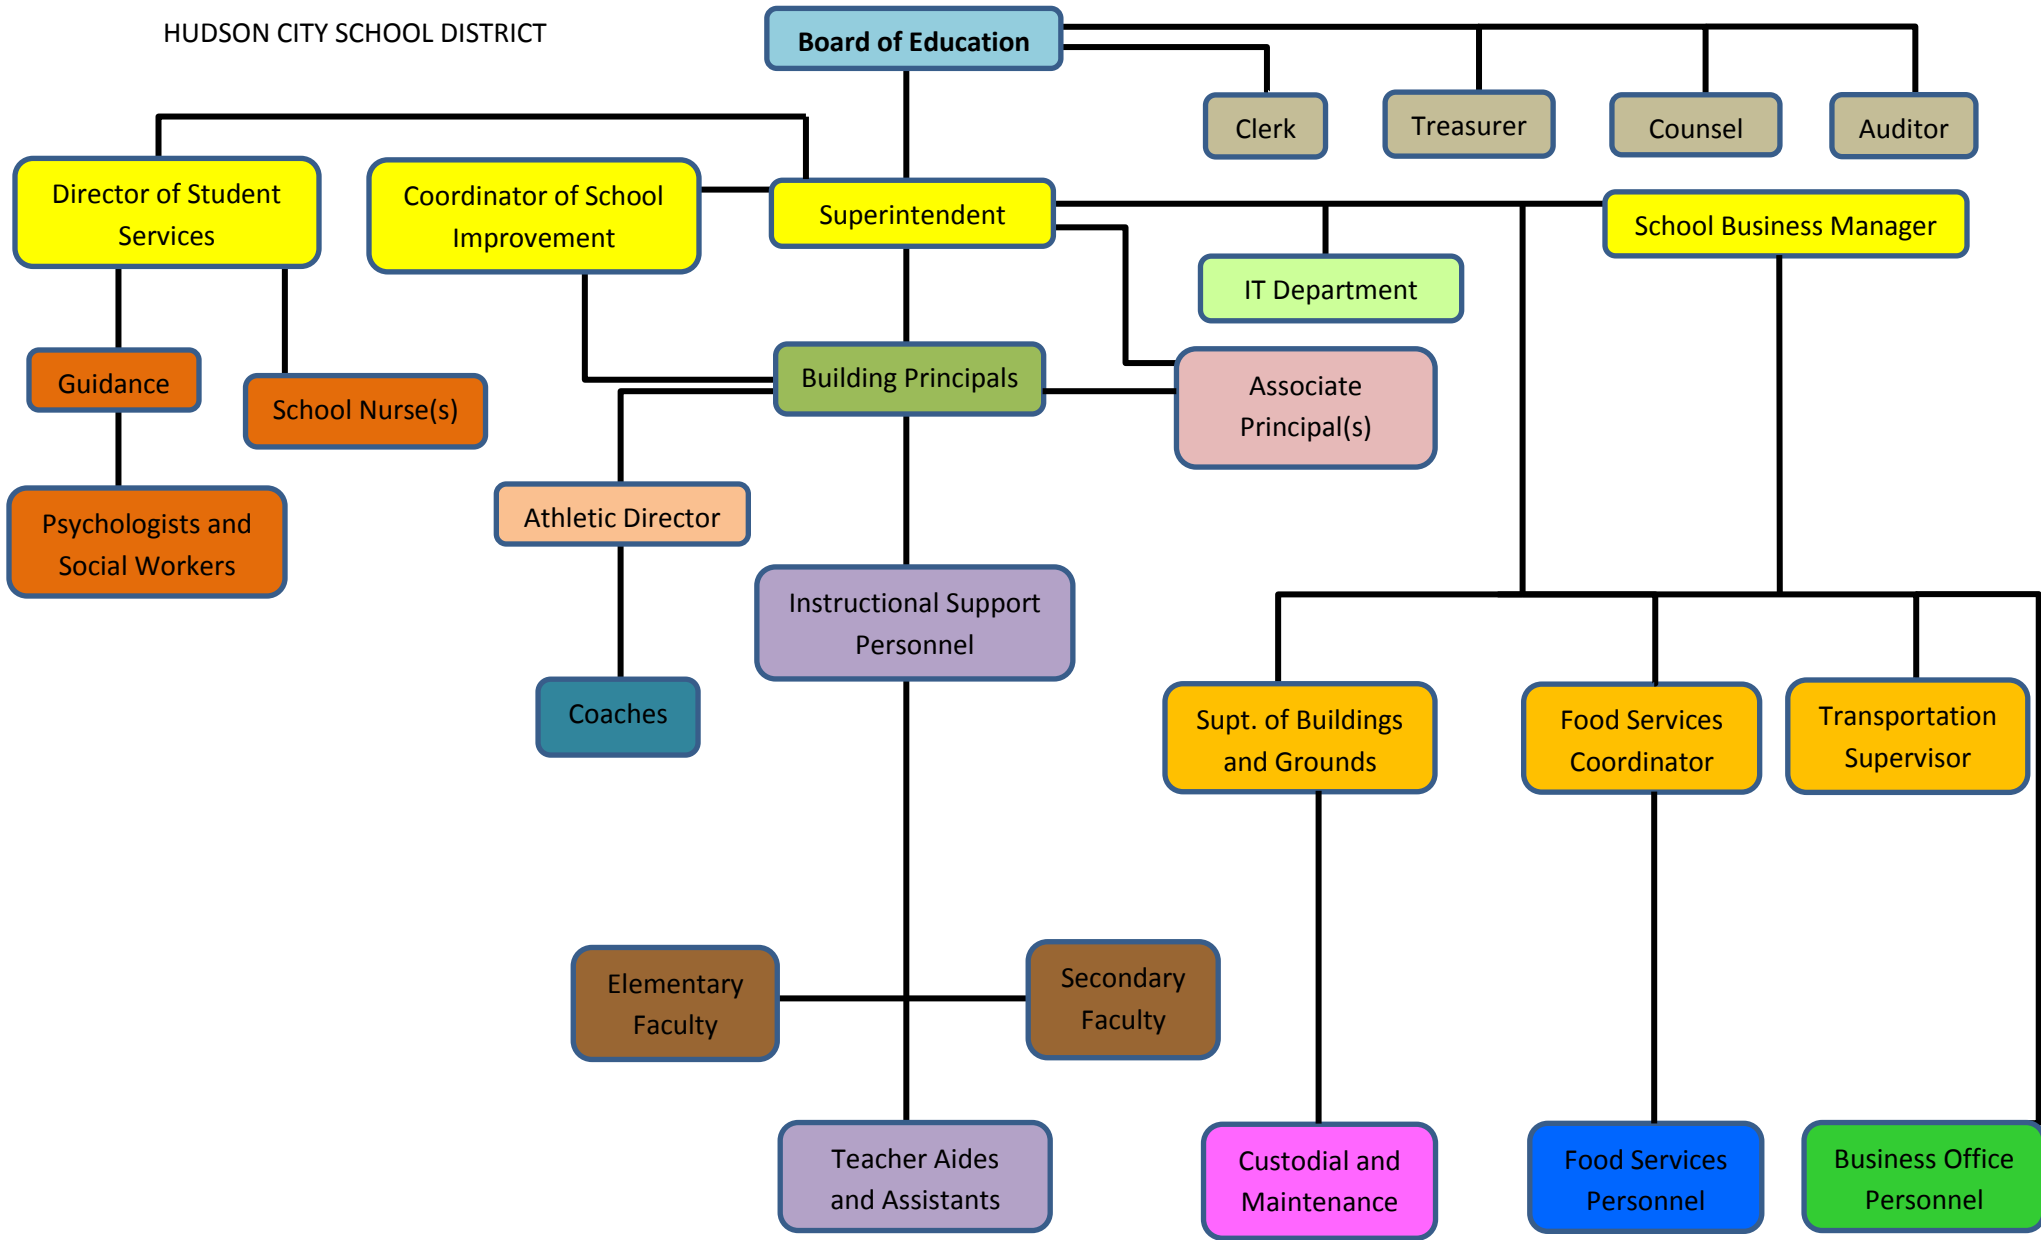 HUDSON CITY SCHOOL DISTRICT
Board of Education
Clerk
Treasurer
Counsel
Auditor
Director of Student
Services
Coordinator of School
Improvement
Superintendent
School Business Manager
IT Department
Guidance
School Nurse(s)
Building Principals
Associate
Principal(s)
Psychologists and
Social Workers
Athletic Director
Instructional Support
Personnel
Coaches
Supt. of Buildings
and Grounds
Food Services
Coordinator
Transportation
Supervisor
Elementary
Faculty
Secondary
Faculty
Teacher Aides
and Assistants
Custodial and
Maintenance
Food Services
Personnel
Business Office
Personnel